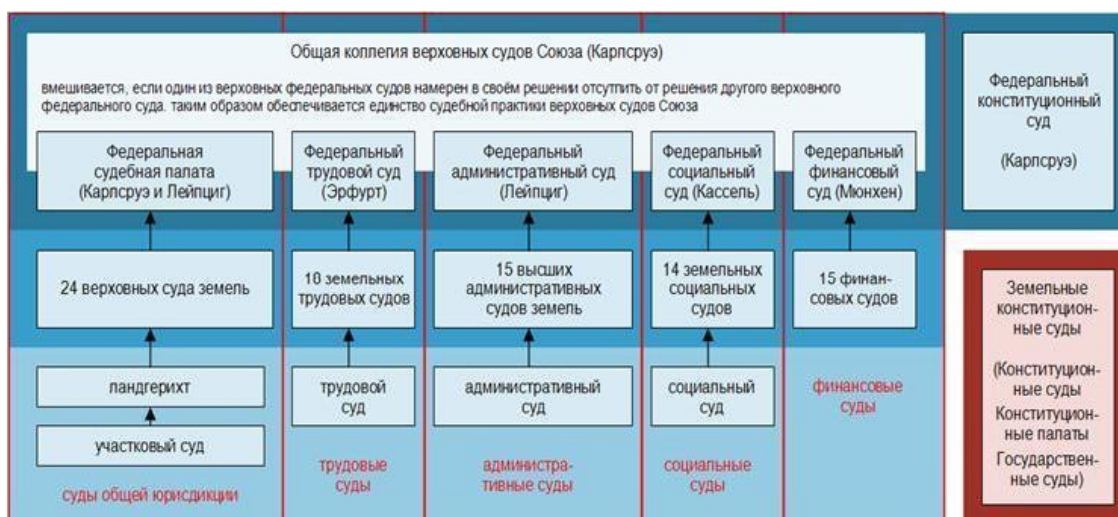 Общая коллегия верховных судов Союза (Карлсруэ)
вмешивается, если один из верховных федеральных судов намерен в своём решении отсутпить от решения другого верховного
федерального суда. таким образом обеспечивается единство судебной практики верховных судов Союза
Федеральная
судебная палата
(Карлсруэ и Лейпциг)
Федеральный
трудовой суд
(Эрфурт)
Федеральный
административный суд
(Лейпциг)
Федеральный
социальный
суд (Кассель)
Федеральный
финансовый
суд (Мюнхен)
Федеральный
конституционный
суд
(Карлсруэ)
24 верховных суда земель
18 земельных
трудовых судов
15 высших
административных
судов земель
14 земельных
социальных
судов
15 финан-
совых судов
Земельные
конституцион-
ные суды
(Конституцион-
ные суды
Конституцион-
ные палаты
Государствен-
ные суды)
ландгерихт
трудовой
суд
административный
суд
социальный
суд
финансовые
суды
участковый суд
суды общей юрисдикции
трудовые
суды
администра-
тивные суды
социальные
суды